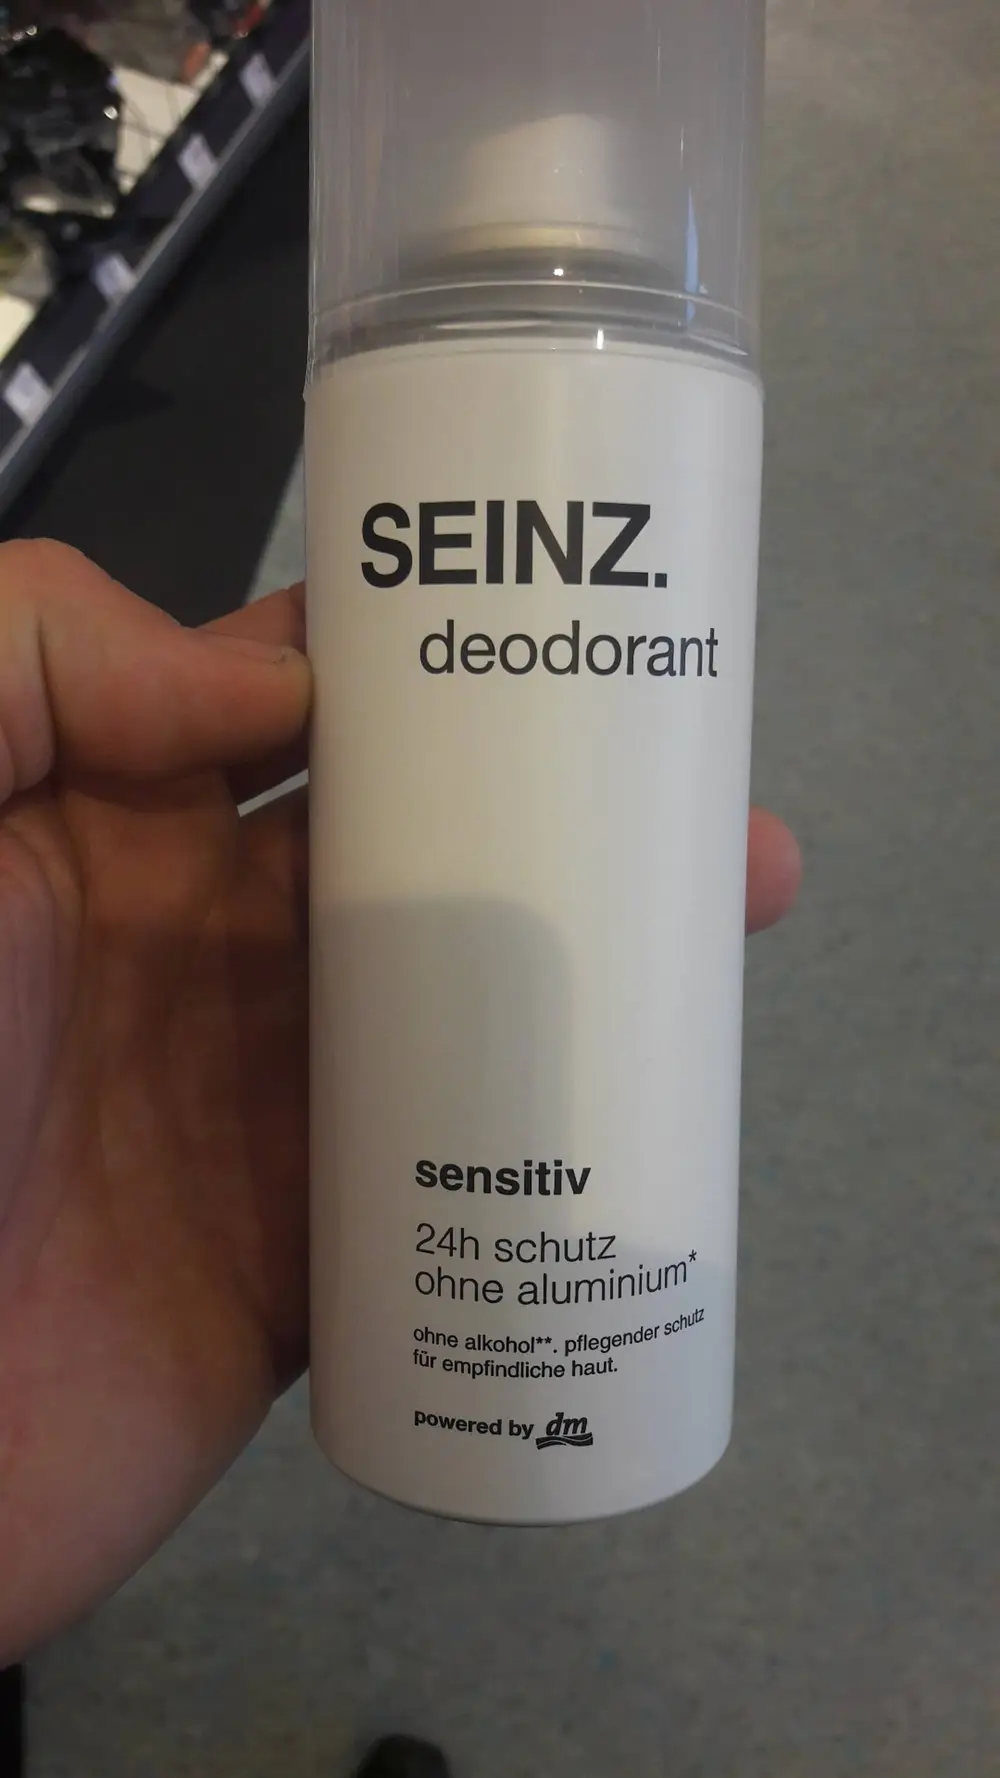 SEINZ.
deodorant
sensitiv
24h schutz
ohne aluminium*
ohne alkohol**. pflegender schutz
für empfindliche haut.
powered by dm